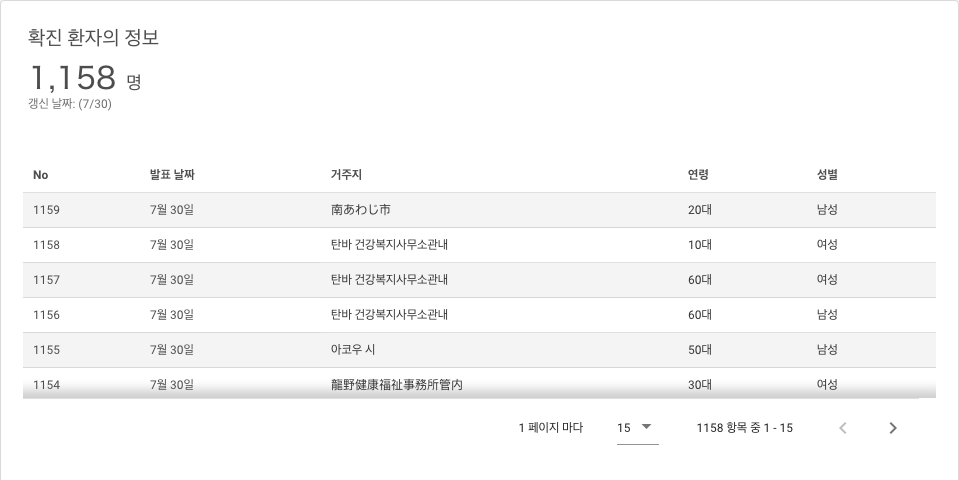 확진 환자의 정보
1,158 명
갱신 날짜: (7/30)
No 발표 날짜 거주지 연령 성별
1159 7월 30일 南あわじ市 20대 남성
1158 7월 30일 탄바 건강복지사무소관내 10대 여성
1157 7월 30일 탄바 건강복지사무소관내 60대 여성
1156 7월 30일 탄바 건강복지사무소관내 60대 남성
1155 7월 30일 아코우 시 50대 남성
1154 7월 30일 龍野健康福祉事務所管内 30대 여성
1 페이지 마다 15 1158 항목 중 1 - 15